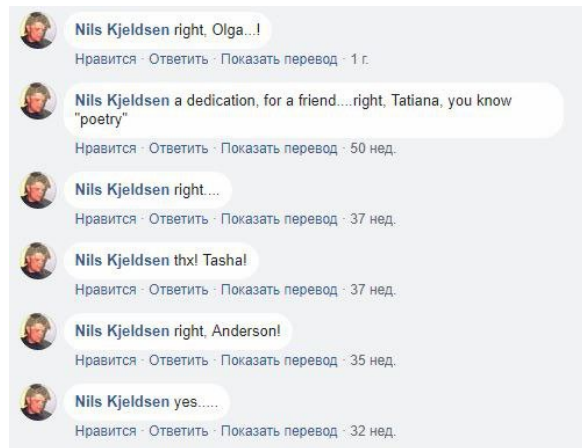 Nils Kjeldsen right, Olga...!
Нравится · Ответить · Показать перевод · 1 г.
Nils Kjeldsen a dedication, for a friend....right, Tatiana, you know
"poetry"
Нравится · Ответить · Показать перевод · 50 нед.
Nils Kjeldsen right....
Нравится · Ответить · Показать перевод · 37 нед.
Nils Kjeldsen thx! Tasha!
Нравится · Ответить · Показать перевод · 37 нед.
Nils Kjeldsen right, Anderson!
Нравится · Ответить · Показать перевод · 35 нед.
Nils Kjeldsen yes.....
Нравится · Ответить · Показать перевод · 32 нед.